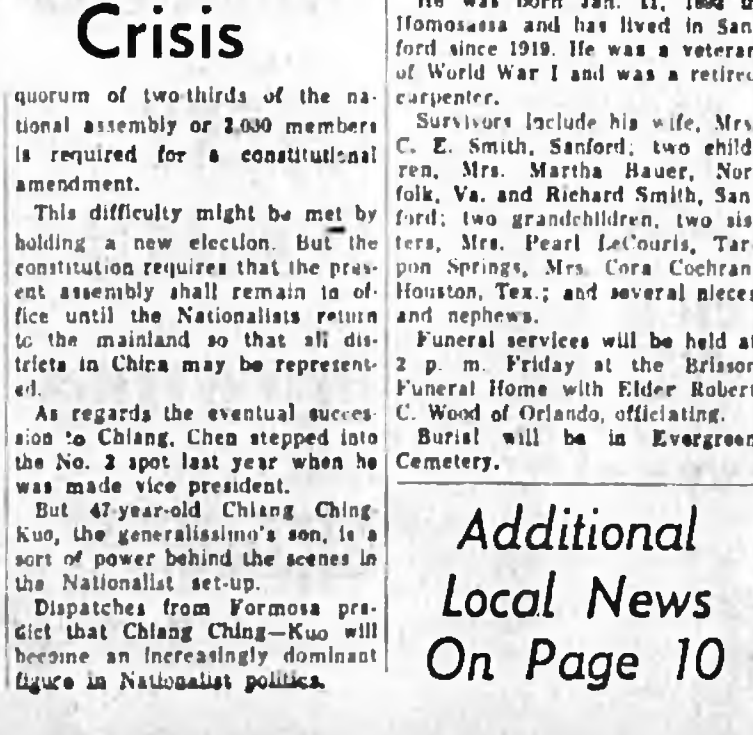 Crisis
quorum of two-thirds of the na-
tional assembly or 2,030 members
is required for a constitutional
amendment.
This difficulty might be met by
holding a new election. But the
constitution requires that the pres-
ent assembly shall remain in of-
fice until the Nationalists return
to the mainland so that all dis-
tricts in China may be represent-
ed.
As regards the eventual succes-
sion to Chiang, Chen stepped into
the No. 2 spot last year when he
was made vice president.
But 47-year-old Chiang Ching-
Kuo, the generalissimo's son, is a
sort of power behind the scenes in
the Nationalist set-up.
Dispatches from Formosa pre-
dict that Chiang Ching—Kuo will
become an increasingly dominant
figure in Nationalist politics.
He was born Jan. 11,
Homosassa and has lived in San
ford since 1919. He was a veteran
of World War I and was a retired
carpenter.
Survivors include his wife, Mrs.
C. E. Smith, Sanford; two child
ren, Mrs. Martha Bauer, Nor
folk, Va. and Richard Smith, San
ford; two grandchildren, two sis
ters, Mrs. Pearl LeCouris, Tar
pon Springs, Mrs. Cora Cochran
Houston, Tex.; and several nieces
and nephews.
Funeral services will be held at
2 p. m. Friday at the Brisson
Funeral Home with Elder Robert
C. Wood of Orlando, officiating.
Burial will be in Evergreen
Cemetery.
Additional
Local News
On Page 10